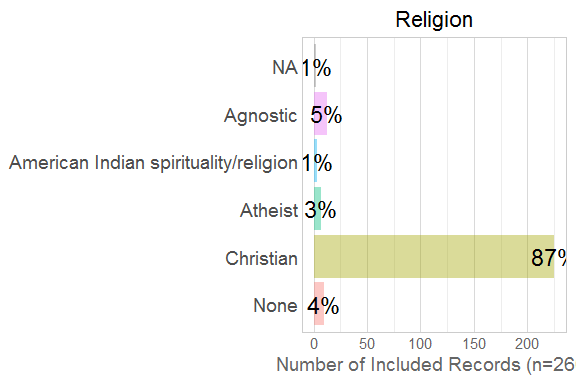 Religion
NA 1%
Agnostic 5%
American Indian spirituality/religion 1%
Atheist 3%
Christian 87%
None 4%
0 50 100 150 200
Number of Included Records (n=26